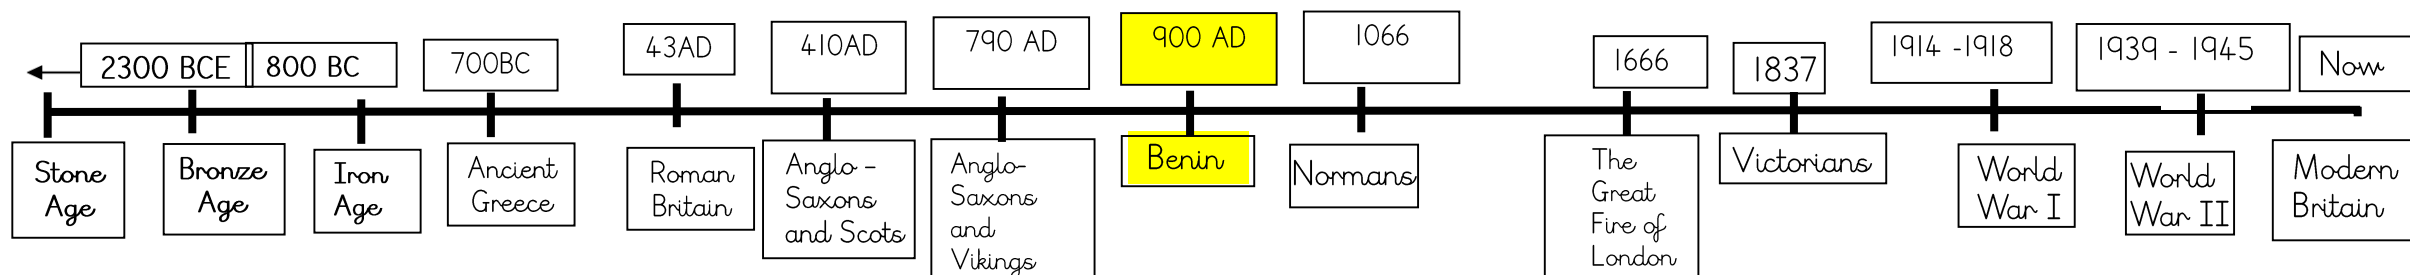 2300 BCE
800 BC
700BC
43AD
410AD
790 AD
900 AD
1066
1666
1837
1914 -1918
1939 - 1945
Now
Stone
Age
Bronze
Age
Iron
Age
Ancient
Greece
Roman
Britain
Anglo -
Saxons
and Scots
Anglo-
Saxons
and
Vikings
Benin
Normans
The
Great
Fire of
London
Victorians
World
War I
World
War II
Modern
Britain